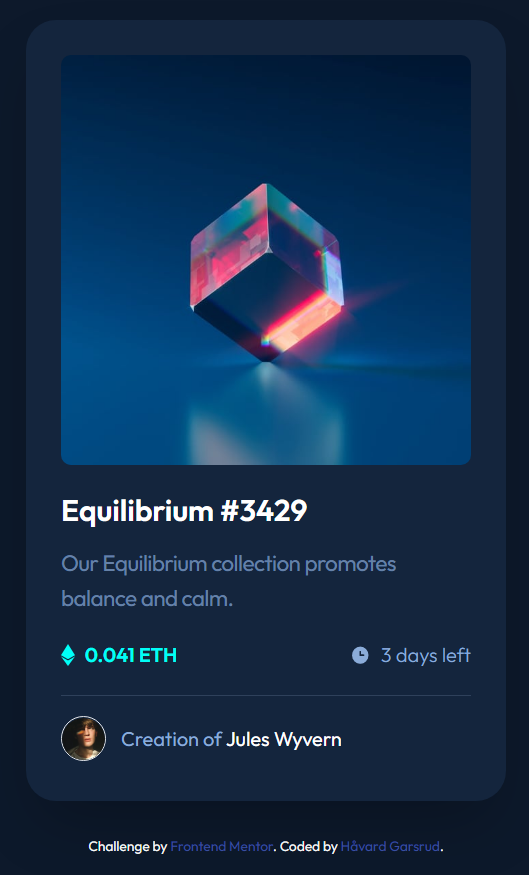 Equilibrium #3429
Our Equilibrium collection promotes
balance and calm.
0.041 ETH
3 days left
Creation of Jules Wyvern
Challenge by Frontend Mentor. Coded by Håvard Garsrud.